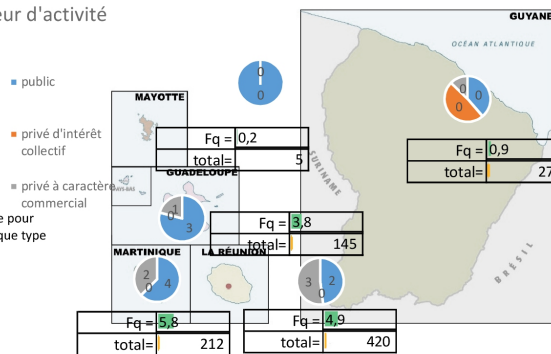 eur d'activité
GUYANE
OCÉAN ATLANTIQUE
public
0
0
MAYOTTE
0
0
0
privé d'intérêt
collectif
Fq = 0,2
total= 5
Fq = 0,9
total= 27
SURINAME
GUADELOUPE
PAYS-BAS
privé à caractère
commercial
e pour
que type
1
0
3
Fq = 3,8
total= 145
BRÉSIL
MARTINIQUE
LA RÉUNION
2
0
4
3
2
0
Fq = 5,8
total= 212
Fq = 4,9
total= 420